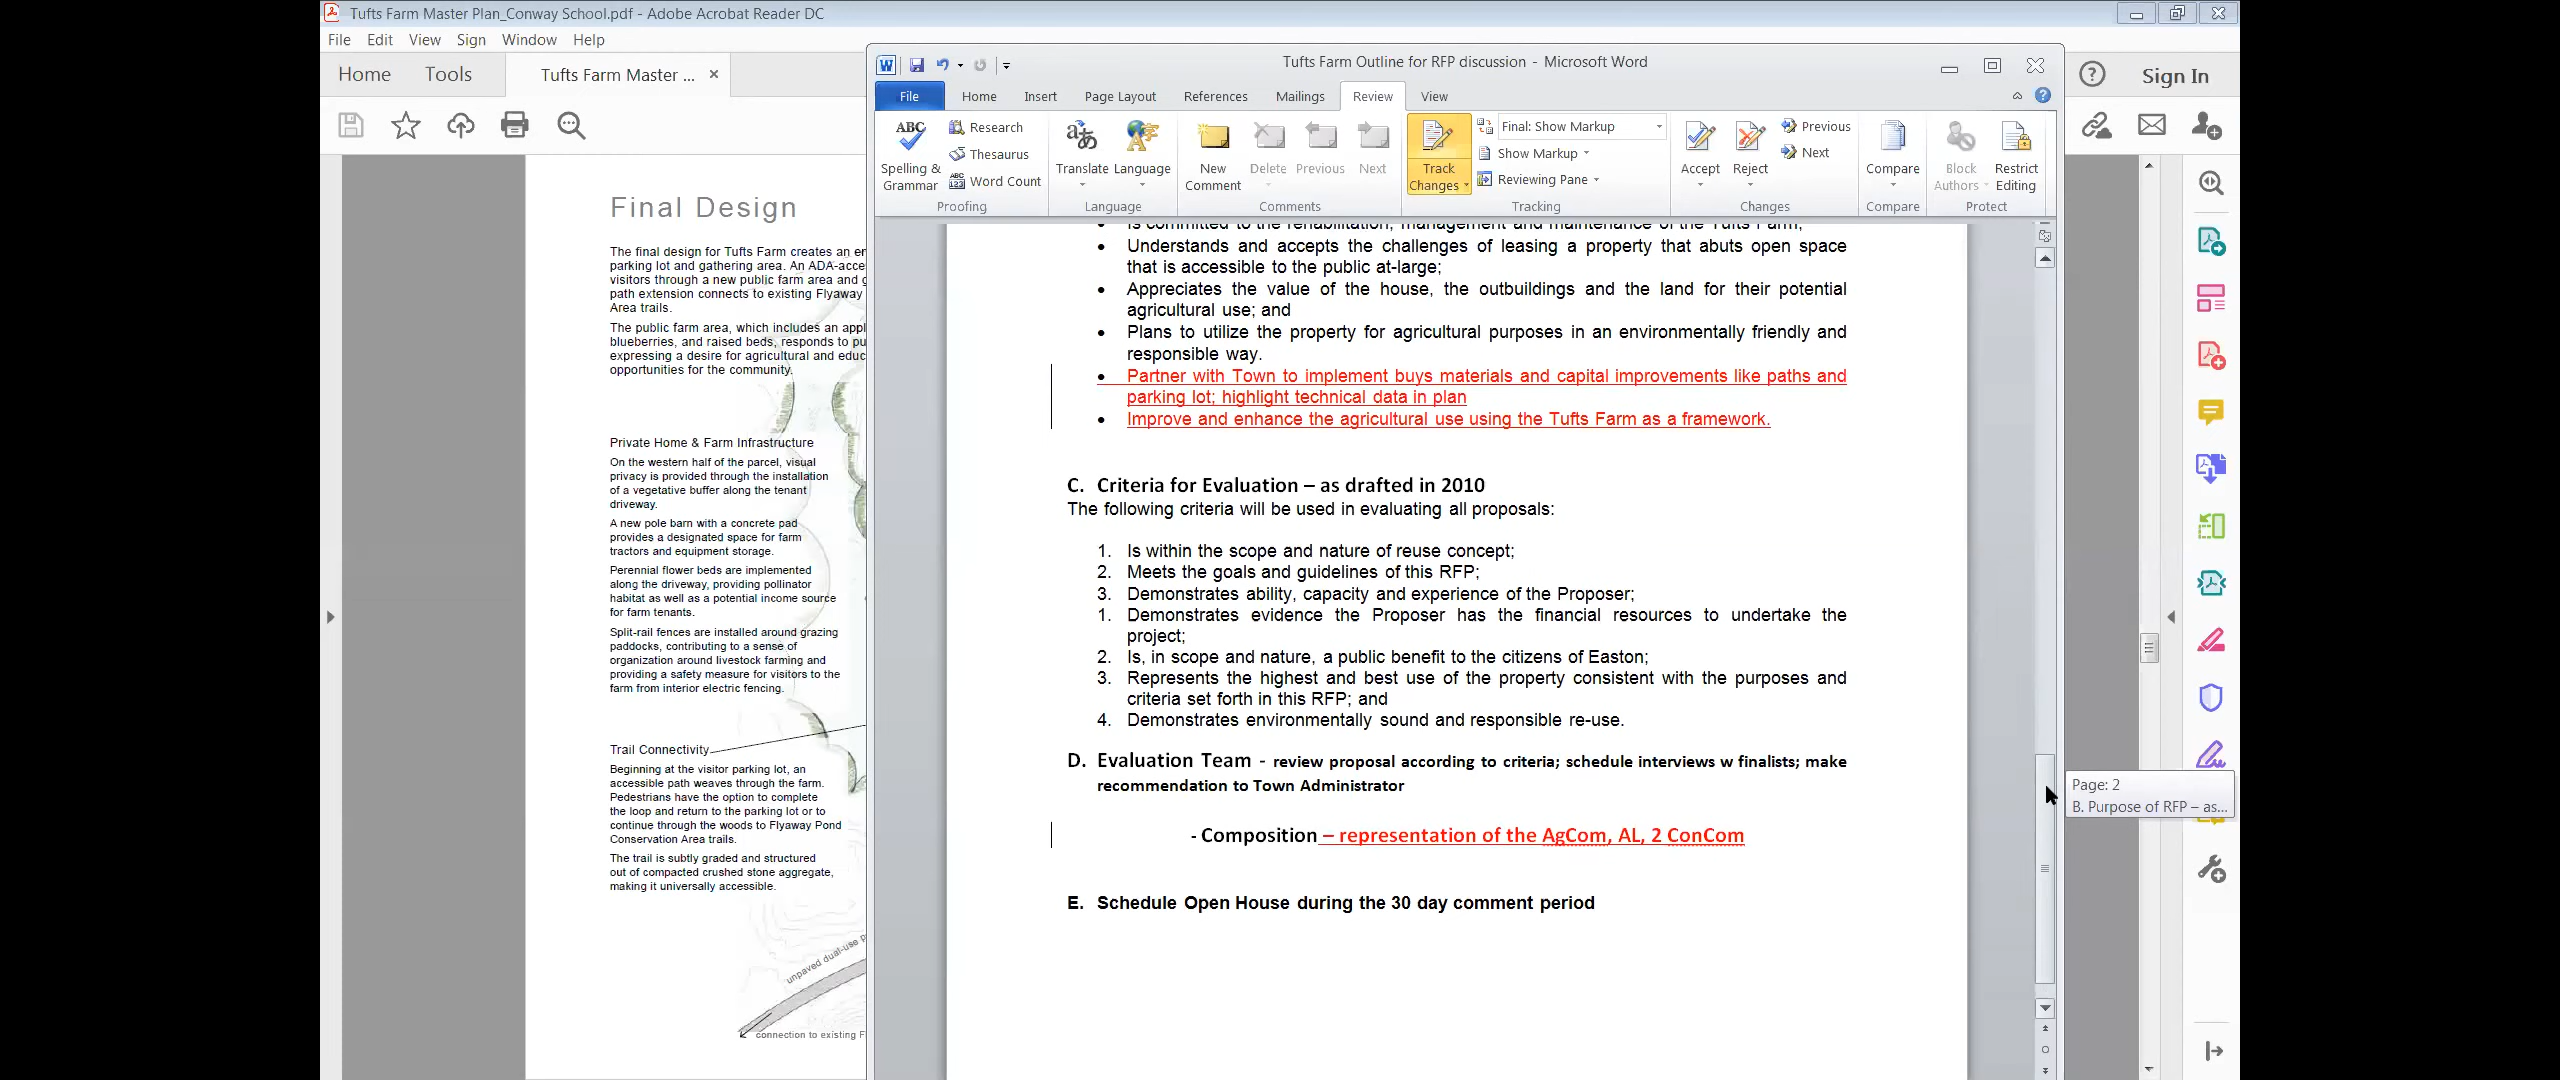 Tufts Farm Master Plan_Conway School.pdf - Adobe Acrobat Reader DC
File Edit View Sign Window Help
Home Tools Tufts Farm Master ... ×
Sign In
Final Design
The final design for Tufts Farm creates an en
parking lot and gathering area. An ADA-acce
visitors through a new public farm area and g
path extension connects to existing Flyaway
Area trails.
The public farm area, which includes an appl
blueberries, and raised beds, responds to pu
expressing a desire for agricultural and educ
opportunities for the community.
Private Home & Farm Infrastructure
On the western half of the parcel, visual
privacy is provided through the installation
of a vegetative buffer along the tenant
driveway.
A new pole barn with a concrete pad
provides a designated space for farm
tractors and equipment storage.
Perennial flower beds are implemented
along the driveway, providing pollinator
habitat as well as a potential income source
for farm tenants.
Split-rail fences are installed around grazing
paddocks, contributing to a sense of
organization around livestock farming and
providing a safety measure for visitors to the
farm from interior electric fencing.
Trail Connectivity
Beginning at the visitor parking lot, an
accessible path weaves through the farm.
Pedestrians have the option to complete
the loop and return to the parking lot or to
continue through the woods to Flyaway Pond
Conservation Area trails.
The trail is subtly graded and structured
out of compacted crushed stone aggregate,
making it universally accessible.
unpaved dual-use p
connection to existing F
Tufts Farm Outline for RFP discussion - Microsoft Word
File Home Insert Page Layout References Mailings Review View
ABC
Spelling &
Grammar
Research
Thesaurus
Word Count
Proofing
Translate
Language
Language
New
Comment
Delete
Previous
Next
Comments
Track
Changes
Final: Show Markup
Show Markup
Reviewing Pane
Tracking
Accept
Reject
Previous
Next
Changes
Compare
Compare
Block
Authors
Restrict
Editing
Protect
• Is committed to the rehabilitation, management and maintenance of the Tufts Farm;
• Understands and accepts the challenges of leasing a property that abuts open space
that is accessible to the public at-large;
• Appreciates the value of the house, the outbuildings and the land for their potential
agricultural use; and
• Plans to utilize the property for agricultural purposes in an environmentally friendly and
responsible way.
• Partner with Town to implement buys materials and capital improvements like paths and
parking lot; highlight technical data in plan
• Improve and enhance the agricultural use using the Tufts Farm as a framework.
C. Criteria for Evaluation – as drafted in 2010
The following criteria will be used in evaluating all proposals:
1. Is within the scope and nature of reuse concept;
2. Meets the goals and guidelines of this RFP;
3. Demonstrates ability, capacity and experience of the Proposer;
1. Demonstrates evidence the Proposer has the financial resources to undertake the
project;
2. Is, in scope and nature, a public benefit to the citizens of Easton;
3. Represents the highest and best use of the property consistent with the purposes and
criteria set forth in this RFP; and
4. Demonstrates environmentally sound and responsible re-use.
D. Evaluation Team - review proposal according to criteria; schedule interviews w finalists; make
recommendation to Town Administrator
- Composition – representation of the AgCom, AL, 2 ConCom
E. Schedule Open House during the 30 day comment period
Page: 2
B. Purpose of RFP – as...